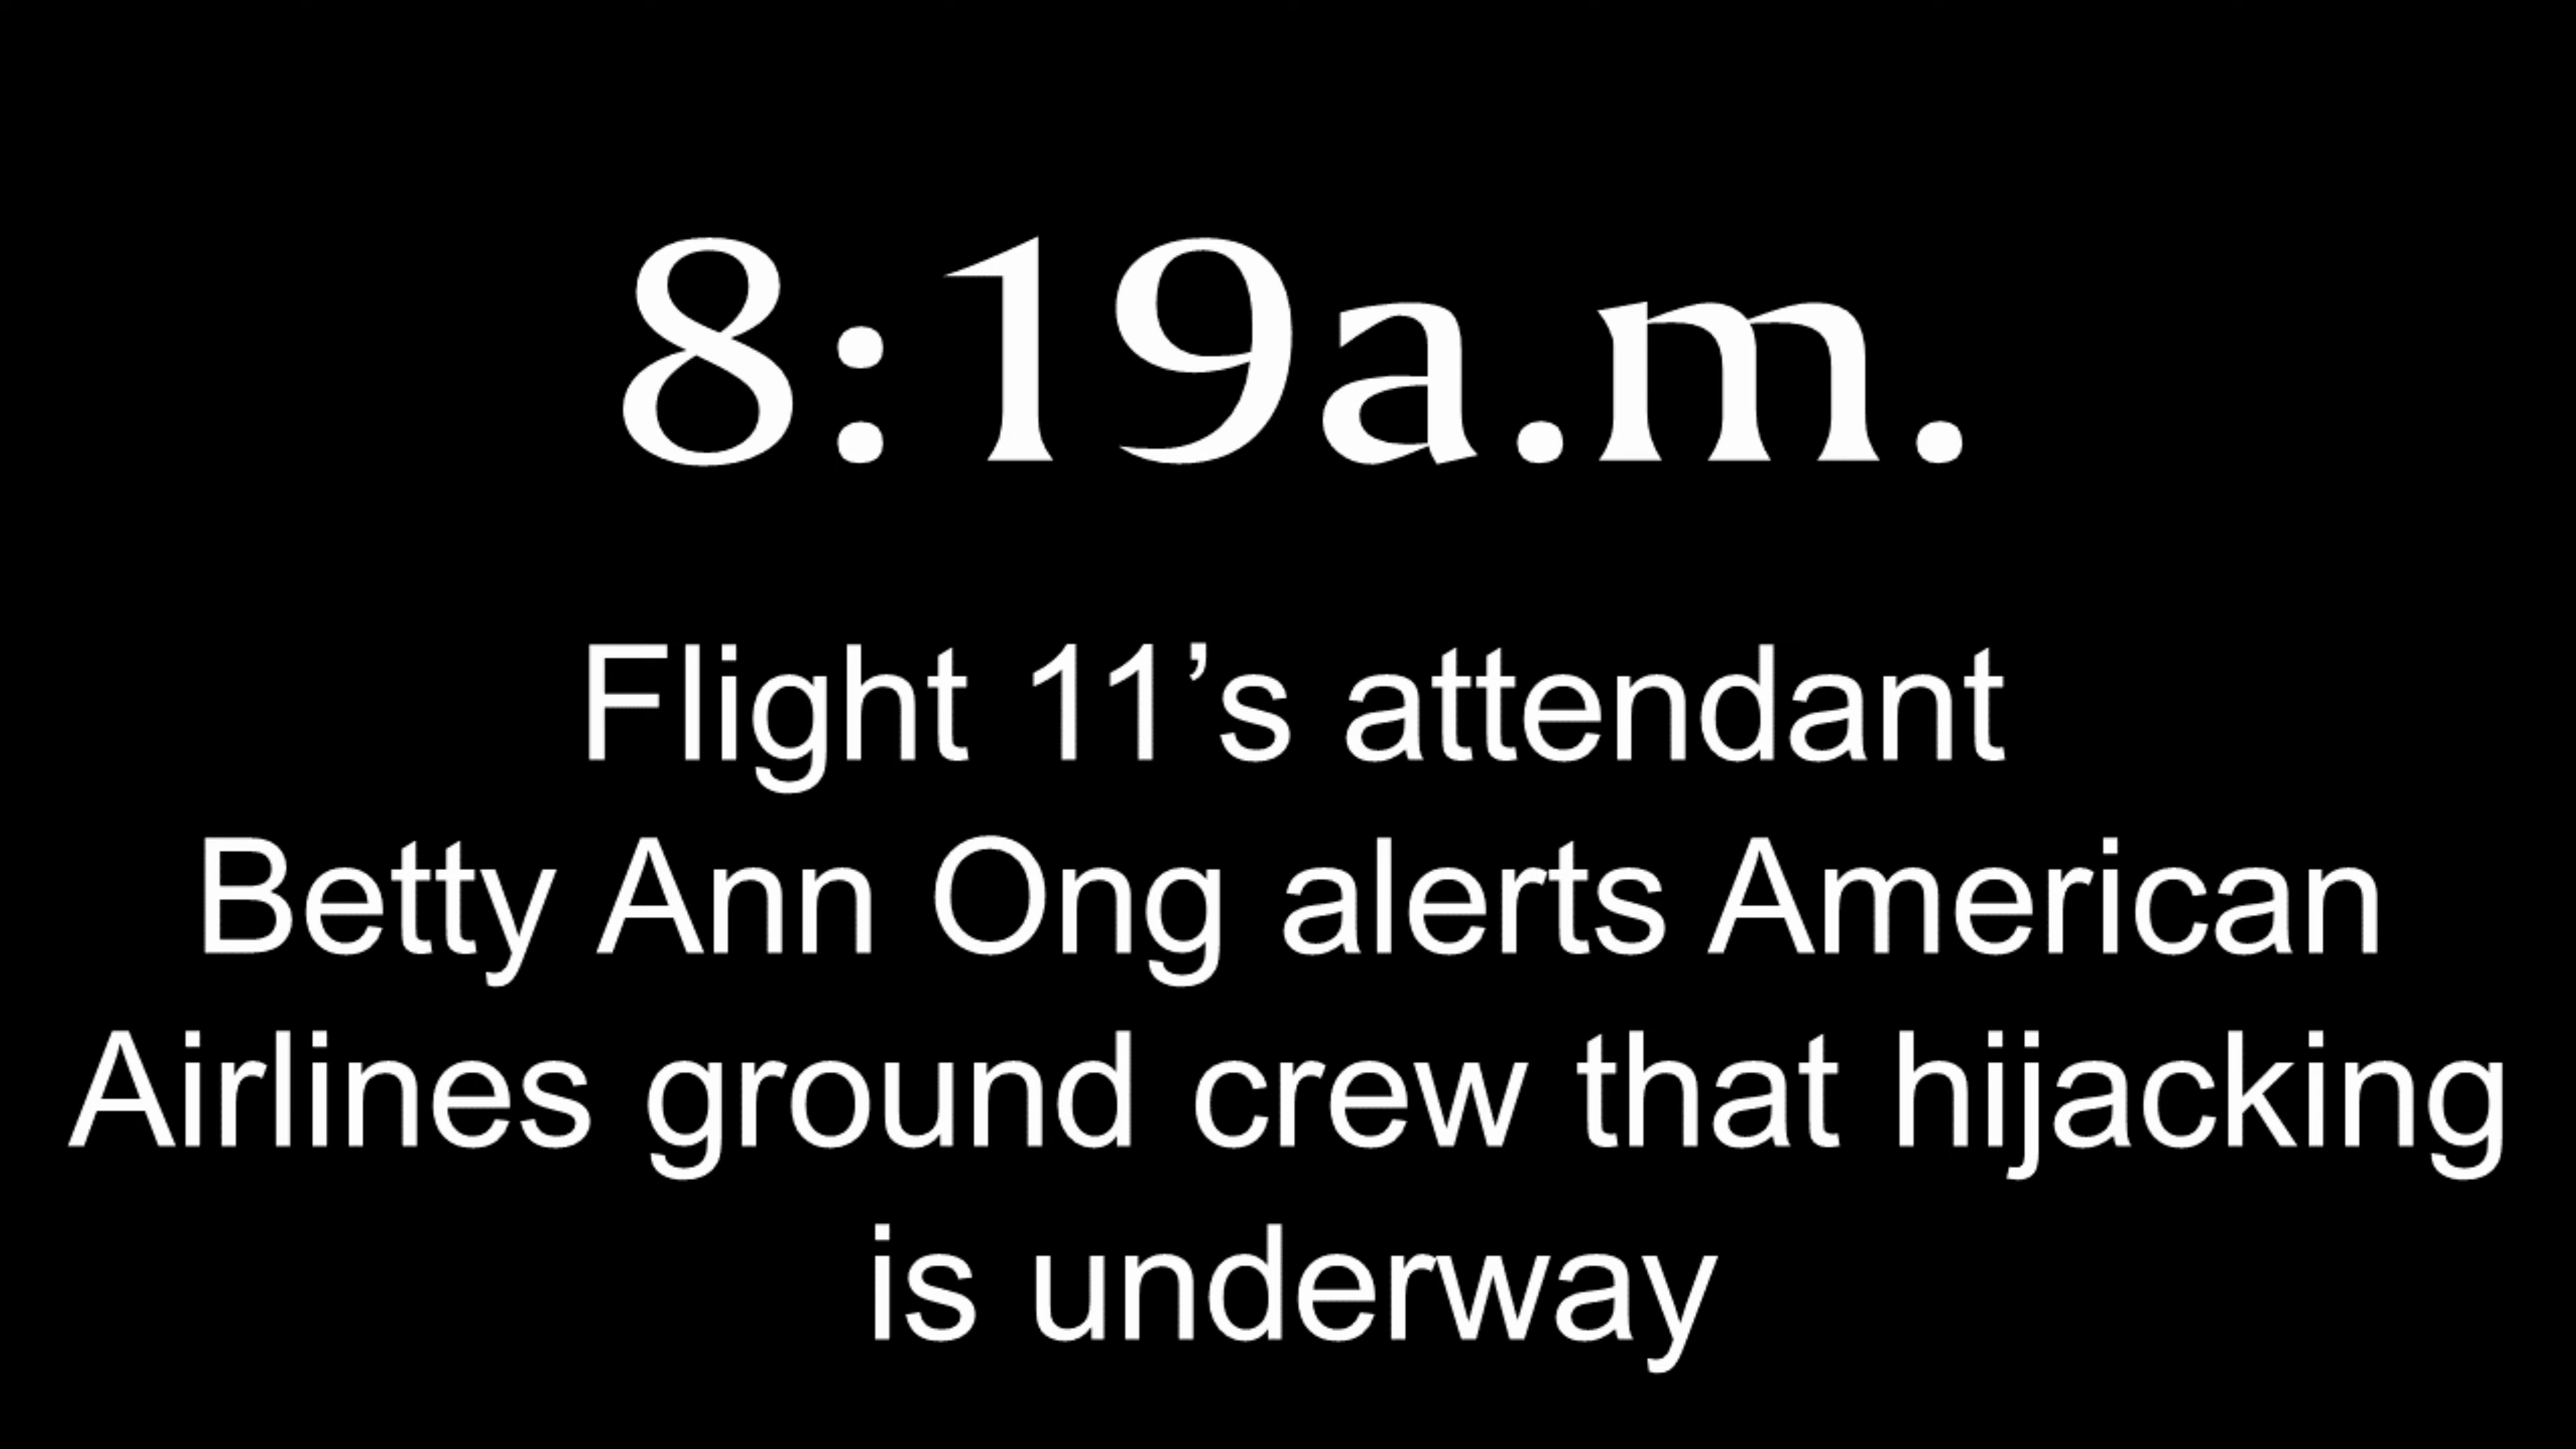 8:19a.m.
Flight 11’s attendant
Betty Ann Ong alerts American
Airlines ground crew that hijacking
is underway